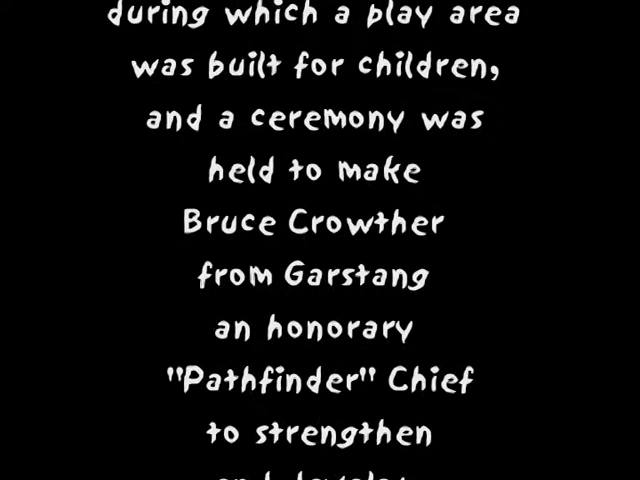 during which a play area
was built for children,
and a ceremony was
held to make
Bruce Crowther
from Garstang
an honorary
"Pathfinder" Chief
to strengthen